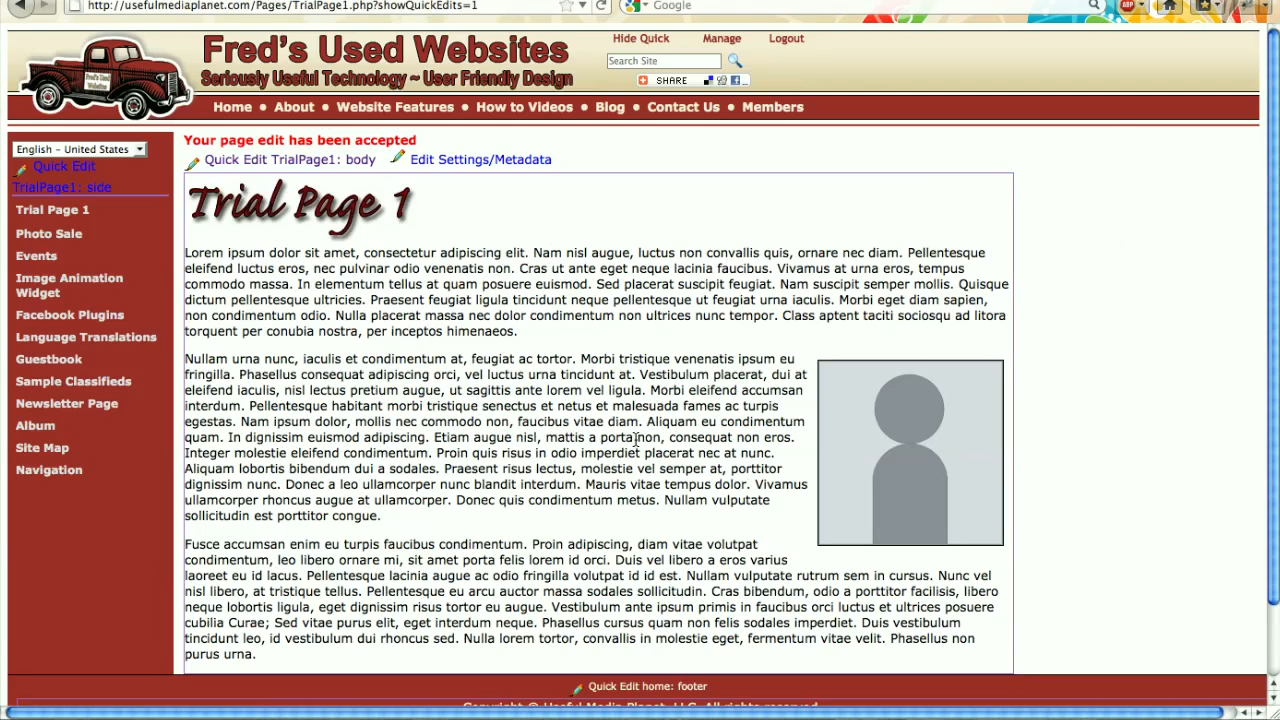 http://usefulmediaplanet.com/Pages/TrialPage1.php?showQuickEdits=1
Google
ABP
Fred's Used Websites
Fred's Used Websites
Seriously Useful Technology ~ User Friendly Design
Hide Quick Manage Logout
Search Site
SHARE
Home • About • Website Features • How to Videos • Blog • Contact Us • Members
English - United States
Quick Edit
TrialPage1: side
Trial Page 1
Photo Sale
Events
Image Animation
Widget
Facebook Plugins
Language Translations
Guestbook
Sample Classifieds
Newsletter Page
Album
Site Map
Navigation
Your page edit has been accepted
Quick Edit TrialPage1: body Edit Settings/Metadata
Trial Page 1
Lorem ipsum dolor sit amet, consectetur adipiscing elit. Nam nisl augue, luctus non convallis quis, ornare nec diam. Pellentesque
eleifend luctus eros, nec pulvinar odio venenatis non. Cras ut ante eget neque lacinia faucibus. Vivamus at urna eros, tempus
commodo massa. In elementum tellus at quam posuere euismod. Sed placerat suscipit feugiat. Nam suscipit semper mollis. Quisque
dictum pellentesque ultricies. Praesent feugiat ligula tincidunt neque pellentesque ut feugiat urna iaculis. Morbi eget diam sapien,
non condimentum odio. Nulla placerat massa nec dolor condimentum non ultrices nunc tempor. Class aptent taciti sociosqu ad litora
torquent per conubia nostra, per inceptos himenaeos.
Nullam urna nunc, iaculis et condimentum at, feugiat ac tortor. Morbi tristique venenatis ipsum eu
fringilla. Phasellus consequat adipiscing orci, vel luctus urna tincidunt at. Vestibulum placerat, dui at
eleifend iaculis, nisl lectus pretium augue, ut sagittis ante lorem vel ligula. Morbi eleifend accumsan
interdum. Pellentesque habitant morbi tristique senectus et netus et malesuada fames ac turpis
egestas. Nam ipsum dolor, mollis nec commodo non, faucibus vitae diam. Aliquam eu condimentum
quam. In dignissim euismod adipiscing. Etiam augue nisl, mattis a porta non, consequat non eros.
Integer molestie eleifend condimentum. Proin quis risus in odio imperdiet placerat nec at nunc.
Aliquam lobortis bibendum dui a sodales. Praesent risus lectus, molestie vel semper at, porttitor
dignissim nunc. Donec a leo ullamcorper nunc blandit interdum. Mauris vitae tempus dolor. Vivamus
ullamcorper rhoncus augue at ullamcorper. Donec quis condimentum metus. Nullam vulputate
sollicitudin est porttitor congue.
Fusce accumsan enim eu turpis faucibus condimentum. Proin adipiscing, diam vitae volutpat
condimentum, leo libero ornare mi, sit amet porta felis lorem id orci. Duis vel libero a eros varius
laoreet eu id lacus. Pellentesque lacinia augue ac odio fringilla volutpat id id est. Nullam vulputate rutrum sem in cursus. Nunc vel
nisl libero, at tristique tellus. Pellentesque eu arcu auctor massa sodales sollicitudin. Cras bibendum, odio a porttitor facilisis, libero
neque lobortis ligula, eget dignissim risus tortor eu augue. Vestibulum ante ipsum primis in faucibus orci luctus et ultrices posuere
cubilia Curae; Sed vitae purus elit, eget interdum neque. Phasellus cursus quam non felis sodales imperdiet. Duis vestibulum
tincidunt leo, id vestibulum dui rhoncus sed. Nulla lorem tortor, convallis in molestie eget, fermentum vitae velit. Phasellus non
purus urna.
Quick Edit home: footer
Copyright © Useful Media Planet, LLC. All rights reserved